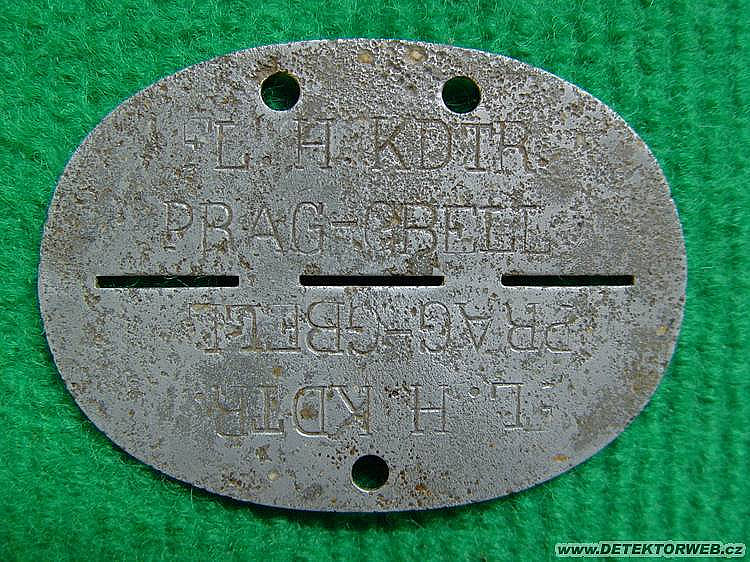 FL. H. KDTR.
PRAG-GBELL
PRAG-GBELL
FL. H. KDTR.
www.DETEKTORWEB.cz